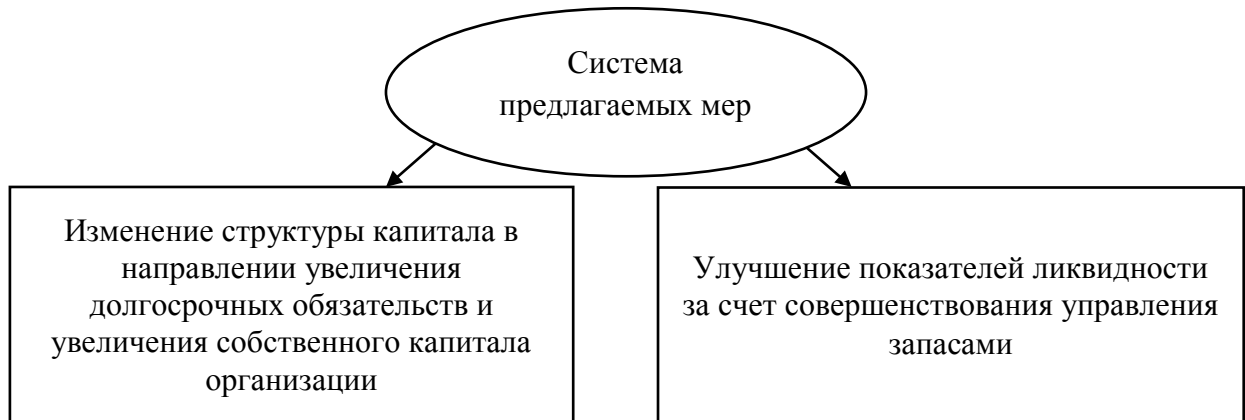 Система
предлагаемых мер
Изменение структуры капитала в
направлении увеличения
долгосрочных обязательств и
увеличения собственного капитала
организации
Улучшение показателей ликвидности
за счет совершенствования управления
запасами